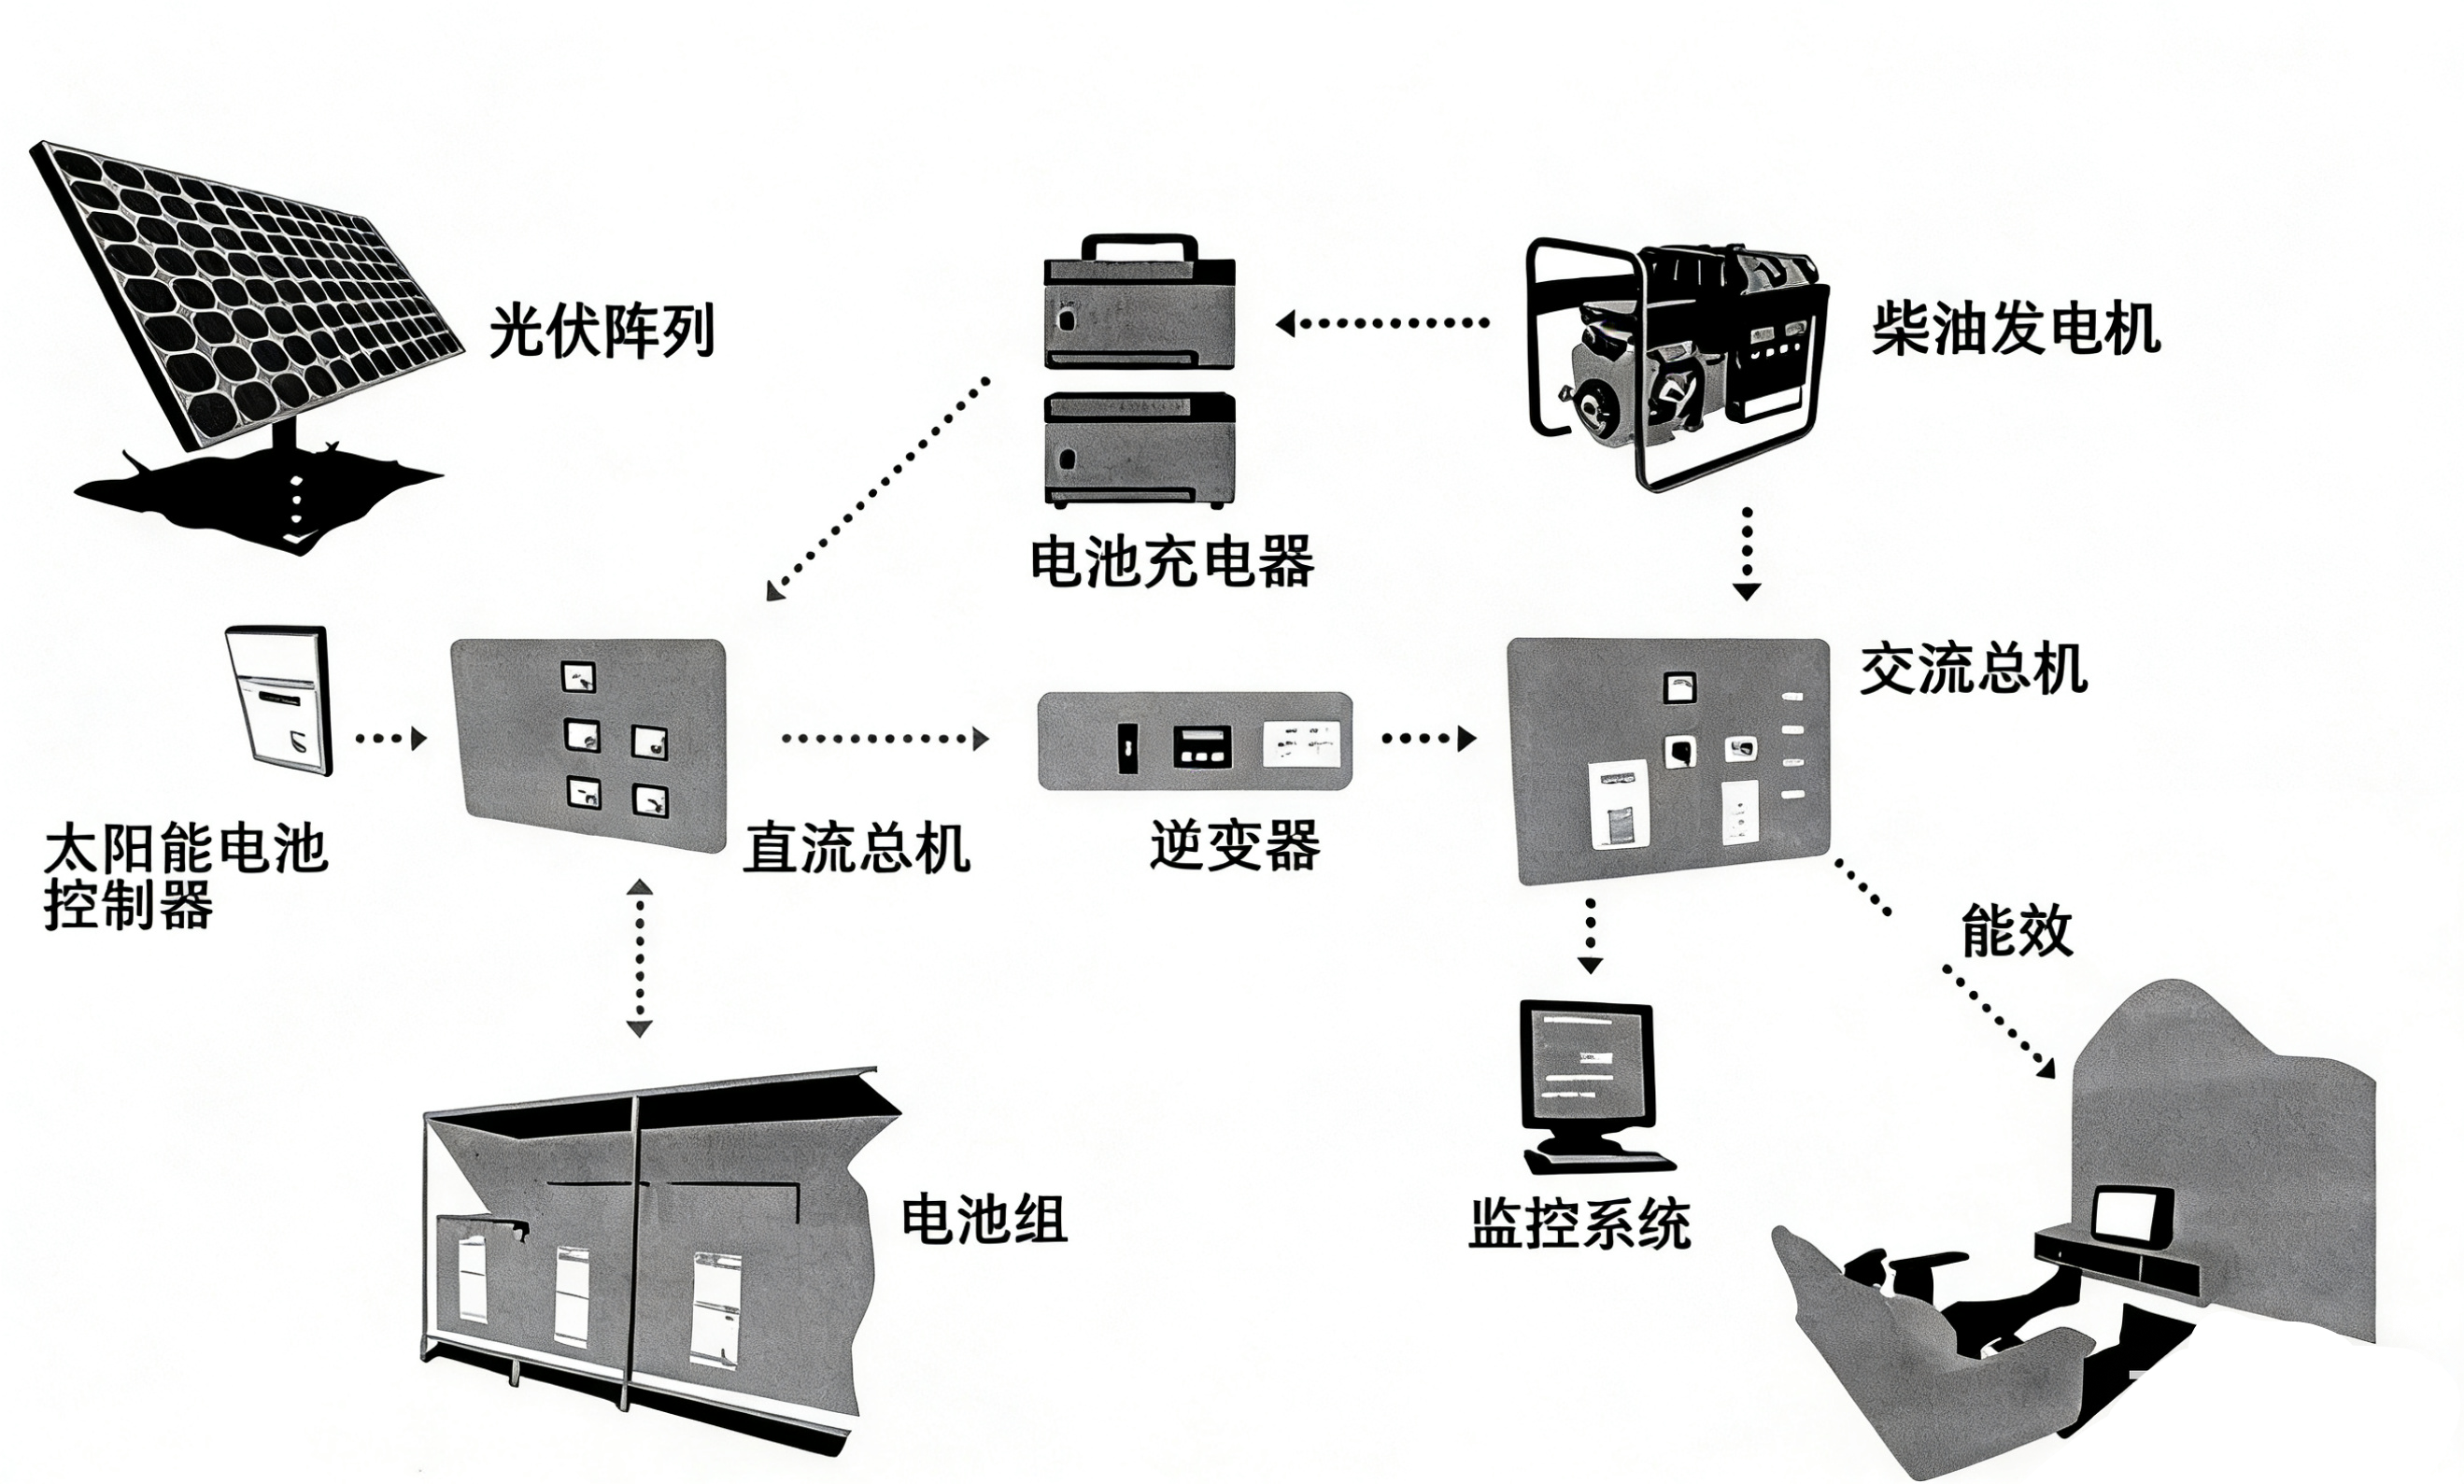 光伏阵列
柴油发电机
电池充电器
交流总机
太阳能电池
控制器
直流总机
逆变器
能效
电池组
监控系统